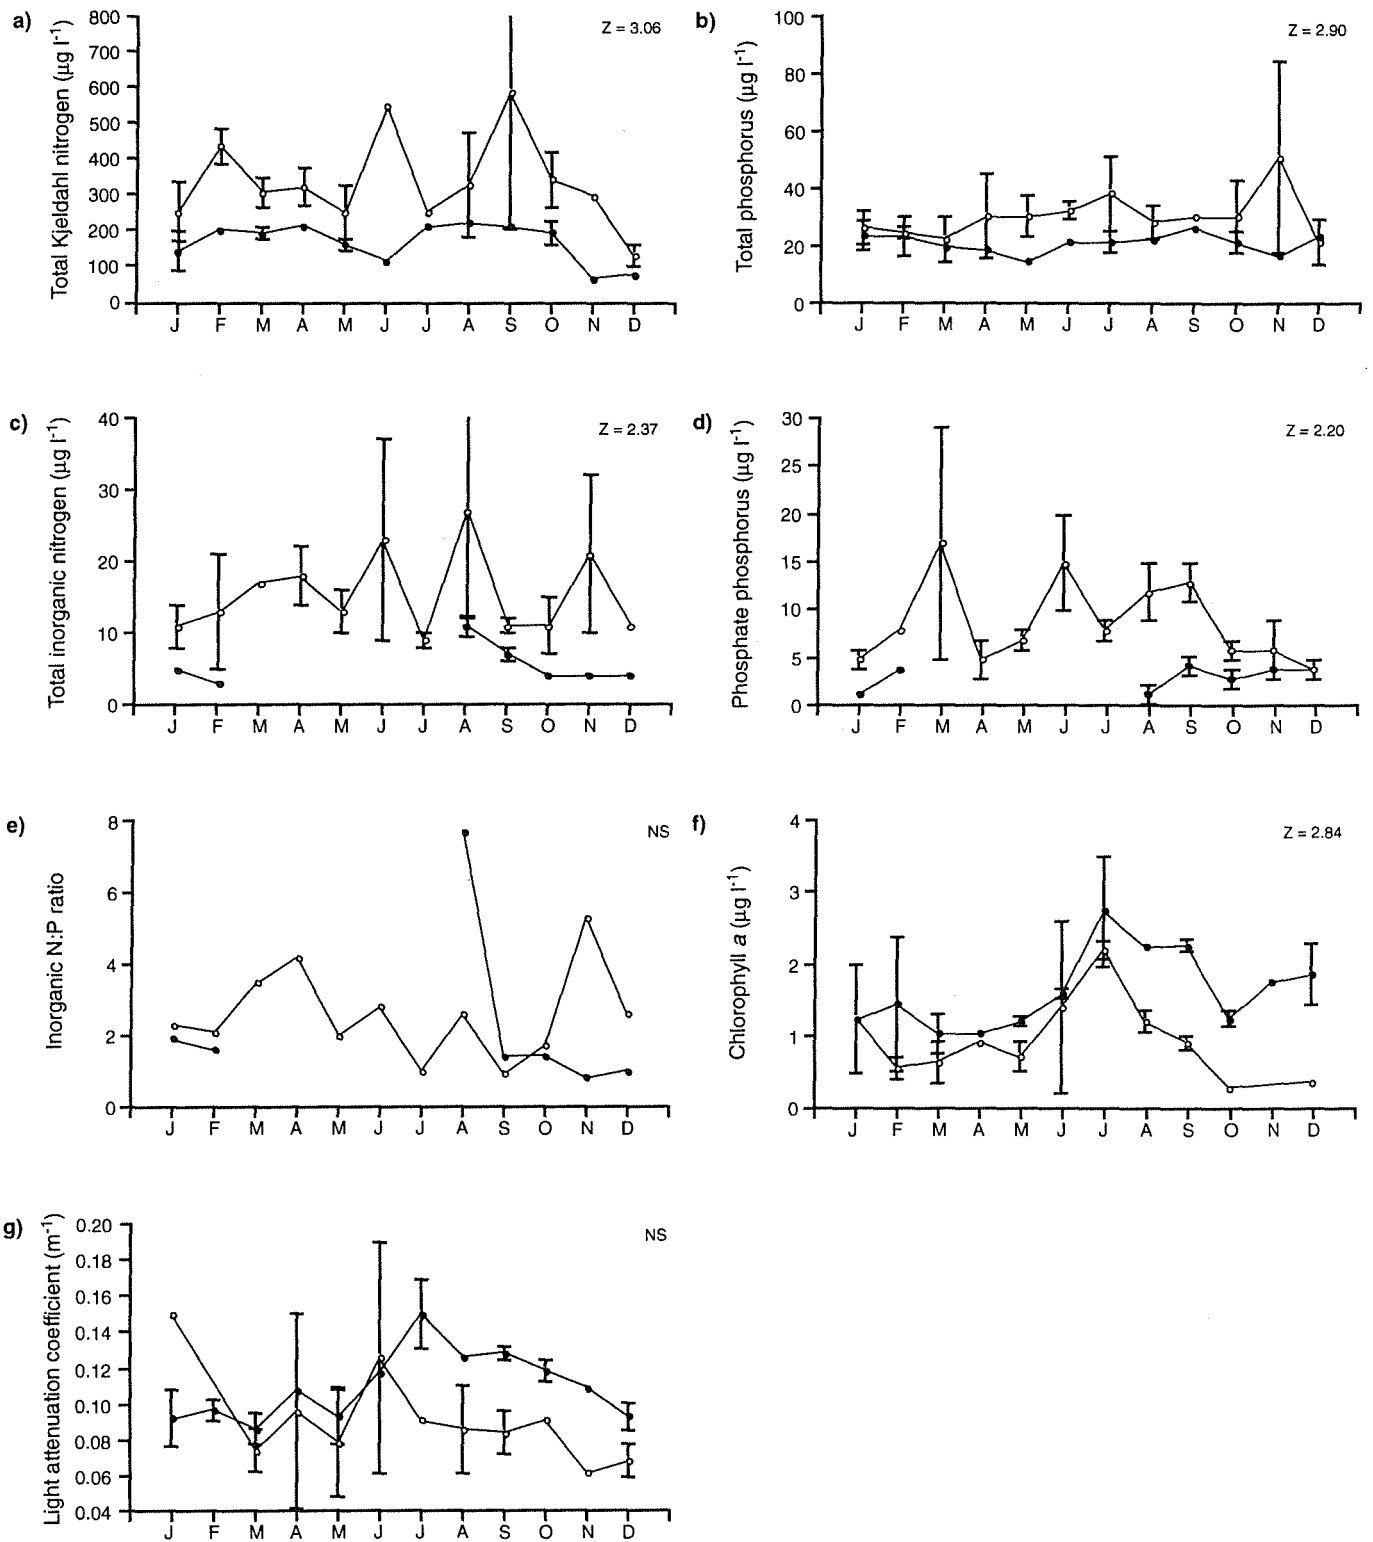 a)
Total Kjeldahl nitrogen (µg l-1)
800
700
600
500
400
300
200
100
0
Z = 3.06
J F M A M J J A S O N D
b)
Total phosphorus (µg l-1)
100
80
60
40
20
0
Z = 2.90
J F M A M J J A S O N D
c)
Total inorganic nitrogen (µg l-1)
40
30
20
10
0
Z = 2.37
J F M A M J J A S O N D
d)
Phosphate phosphorus (µg l-1)
30
25
20
15
10
5
0
Z = 2.20
J F M A M J J A S O N D
e)
Inorganic N:P ratio
8
6
4
2
0
NS
J F M A M J J A S O N D
f)
Chlorophyll a (µg l-1)
4
3
2
1
0
Z = 2.84
J F M A M J J A S O N D
g)
Light attenuation coefficient (m-1)
0.20
0.18
0.16
0.14
0.12
0.10
0.08
0.06
0.04
NS
J F M A M J J A S O N D